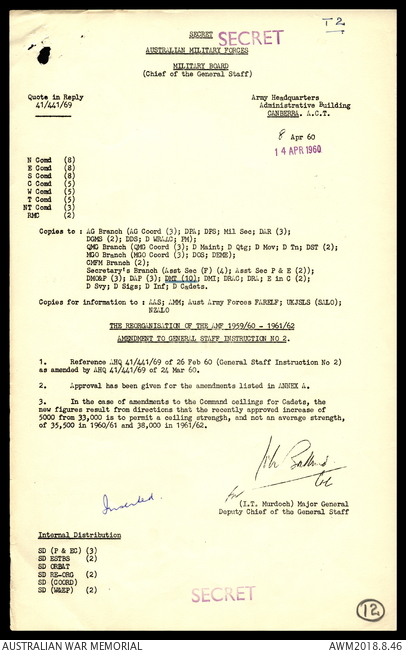 T2
SECRET SECRET
AUSTRALIAN MILITARY FORCES
MILITARY BOARD
(Chief of the General Staff)
Quote in Reply
41/441/69
Army Headquarters
Administrative Building
CANBERRA. A.C.T.
8 Apr 60
14 APR 1960
N Comd (8)
E Comd (8)
S Comd (8)
C Comd (5)
W Comd (5)
T Comd (5)
NT Comd (3)
RMC (2)
Copies to : AG Branch (AG Coord (3); DPA; DPS; Mil Sec; DAR (3);
DGMS (2); DDS; D WRAAC; PM);
QMG Branch (QMG Coord (3); D Maint; D Qtg; D Mov; D Tn; DST (2);
MGO Branch (MGO Coord (3); DOS; DEME);
CMFM Branch (2);
Secretary's Branch (Asst Sec (F) (4); Asst Sec P & E (2));
DMO&P (3); DAP (3); DMT (10); DMI; DRAC; DRA; E in C (2);
D Svy; D Sigs; D Inf; D Cadets.
Copies for information : AAS; AMM; Aust Army Forces FARELF; UKJSLS (SALO);
NZALO
THE REORGANISATION OF THE AMF 1959/60 - 1961/62
AMENDMENT TO GENERAL STAFF INSTRUCTION NO 2.
1. Reference AHQ 41/441/69 of 26 Feb 60 (General Staff Instruction No 2)
as amended by AHQ 41/441/69 of 24 Mar 60.
2. Approval has been given for the amendments listed in ANNEX A.
3. In the case of amendments to the Command ceilings for Cadets, the
new figures result from directions that the recently approved increase of
5000 from 33,000 is to permit a ceiling strength, and not an average strength,
of 35,500 in 1960/61 and 38,000 in 1961/62.
for
(I.T. Murdoch) Major General
Deputy Chief of the General Staff
Internal Distribution
SD (P & EC) (3)
SD ESTBS (2)
SD ORBAT
SD RE-ORG (2)
SD (COORD)
SD (W&EP) (2)
SECRET
12
AUSTRALIAN WAR MEMORIAL
AWM2018.8.46